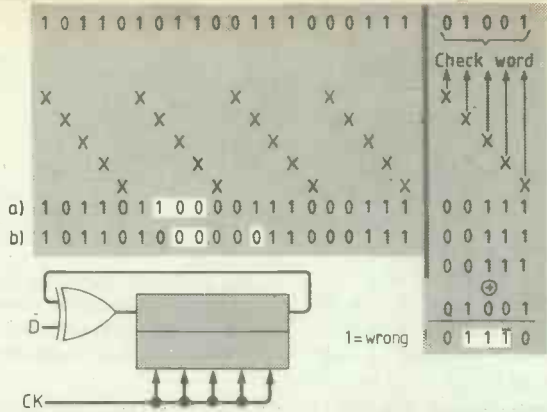 1 0 1 1 0 1 0 1 1 0 0 1 1 1 0 0 0 1 1 1 0 1 0 0 1
Check word
X X X X X
X X X X X
X X X X X
X X X X X
X X X X X
a) 1 0 1 1 0 1 1 0 0 0 0 1 1 1 0 0 0 1 1 1 0 0 1 1 1
b) 1 0 1 1 0 1 0 0 0 0 0 0 1 1 0 0 0 1 1 1 0 0 1 1 1
0 0 1 1 1
⊕
0 1 0 0 1
D
1=wrong 0 1 1 1 0
CK